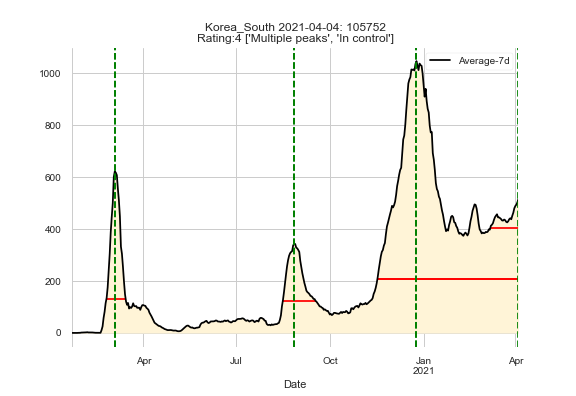 Korea_South 2021-04-04: 105752
Rating:4 ['Multiple peaks', 'In control']
Average-7d
1000
800
600
400
200
0
Apr
Jul
Oct
Jan
2021
Apr
Date